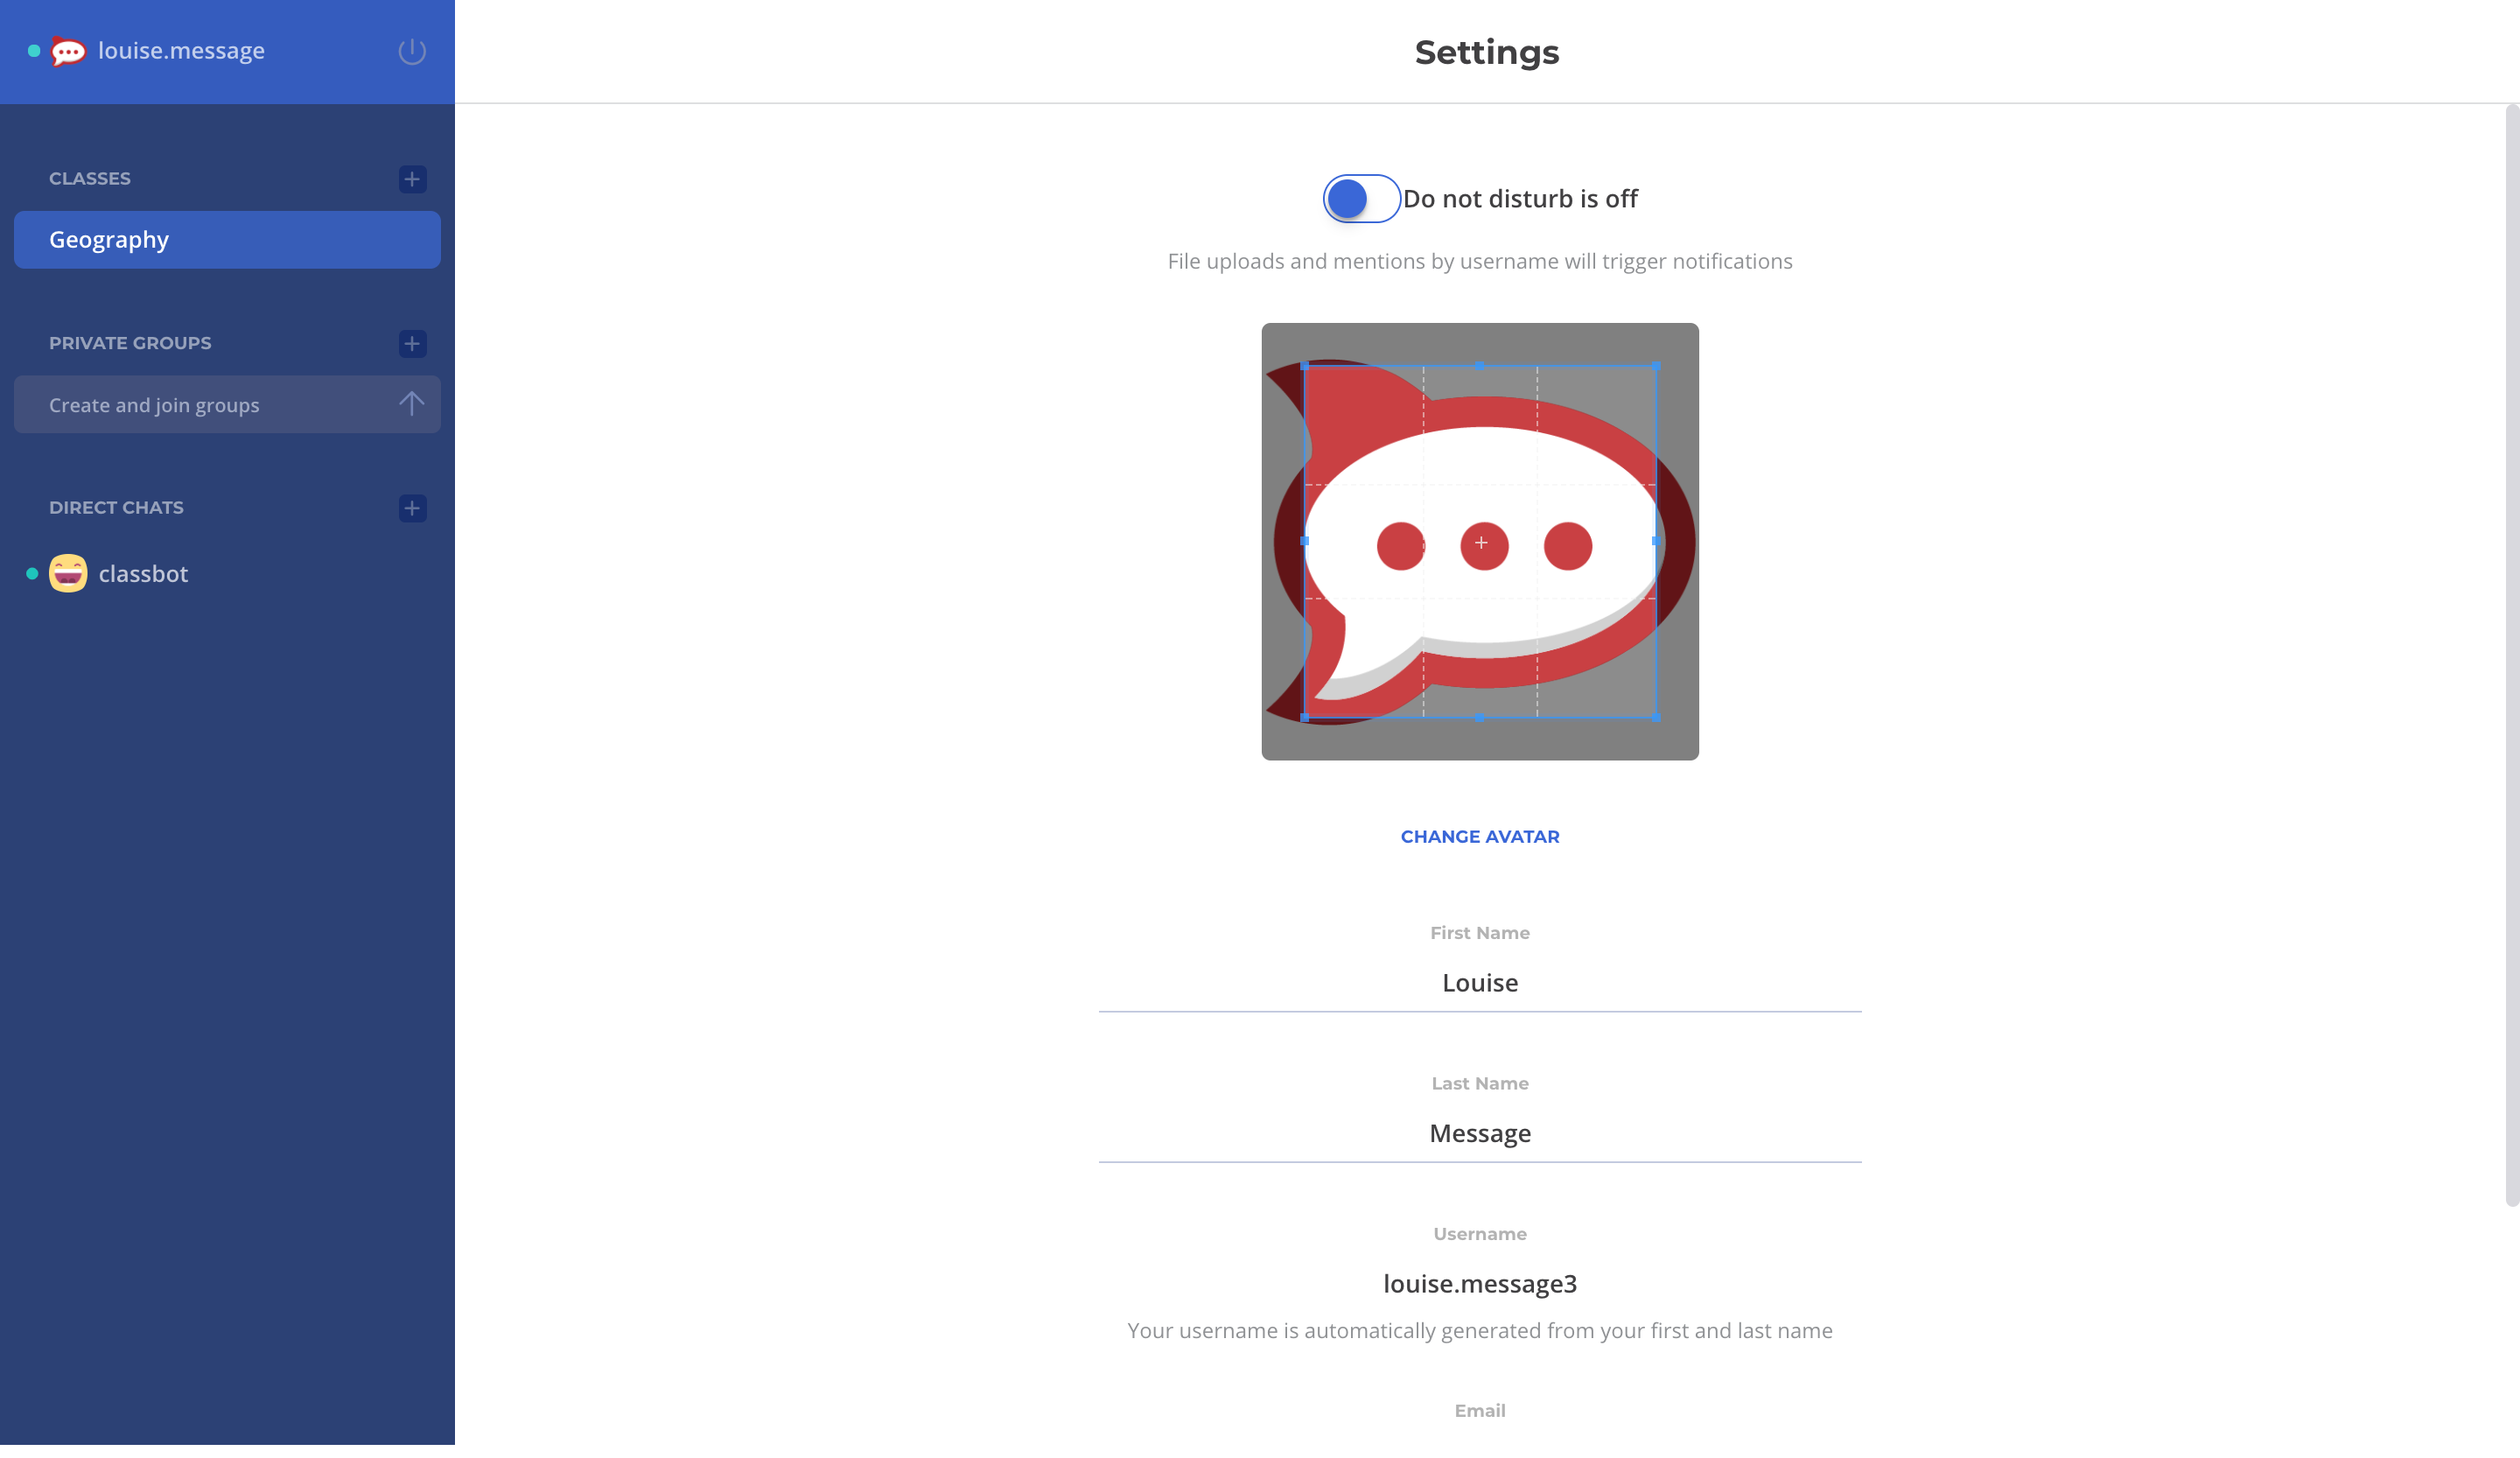 louise.message
CLASSES
Geography
PRIVATE GROUPS
Create and join groups
DIRECT CHATS
classbot
Settings
Do not disturb is off
File uploads and mentions by username will trigger notifications
CHANGE AVATAR
First Name
Louise
Last Name
Message
Username
louise.message3
Your username is automatically generated from your first and last name
Email